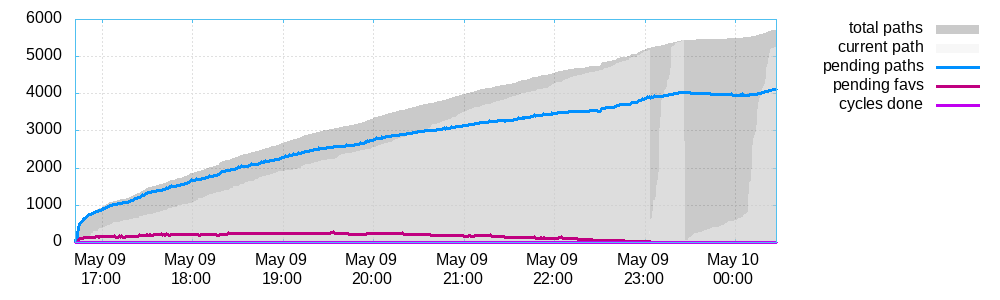 6000
5000
4000
3000
2000
1000
0
May 09 May 09 May 09 May 09 May 09 May 09 May 09 May 10
17:00 18:00 19:00 20:00 21:00 22:00 23:00 00:00
total paths
current path
pending paths
pending favs
cycles done